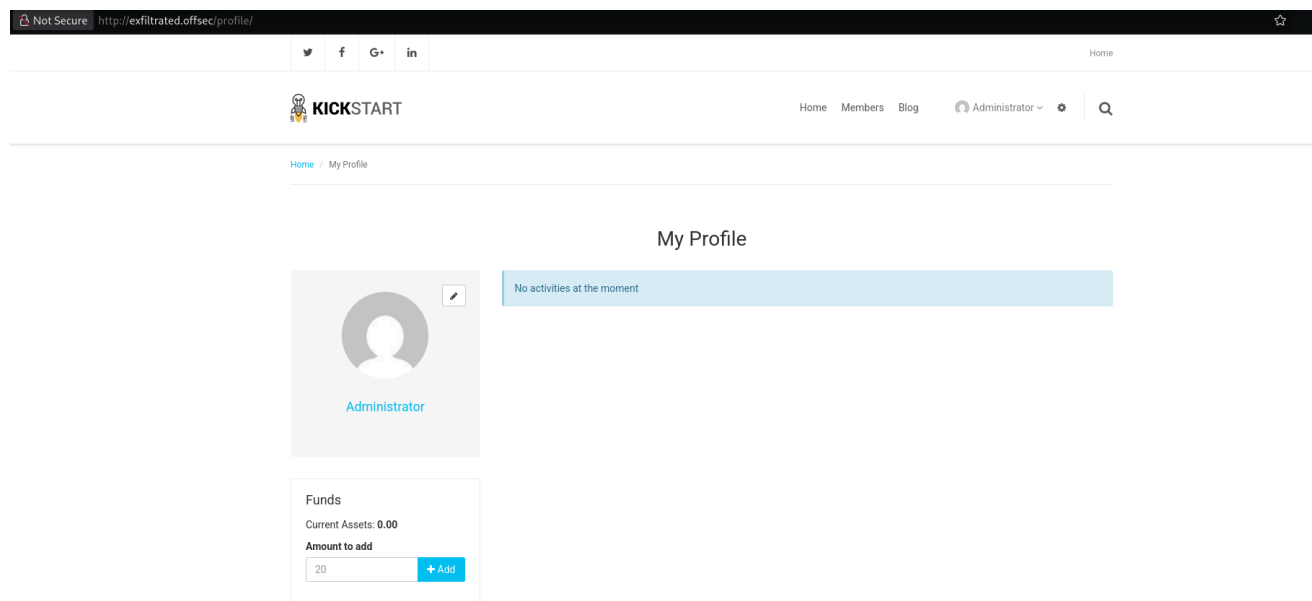 Not Secure http://exfiltrated.offsec/profile/
Home
KICKSTART
Home Members Blog Administrator
Home / My Profile
My Profile
No activities at the moment
Administrator
Funds
Current Assets: 0.00
Amount to add
20 + Add